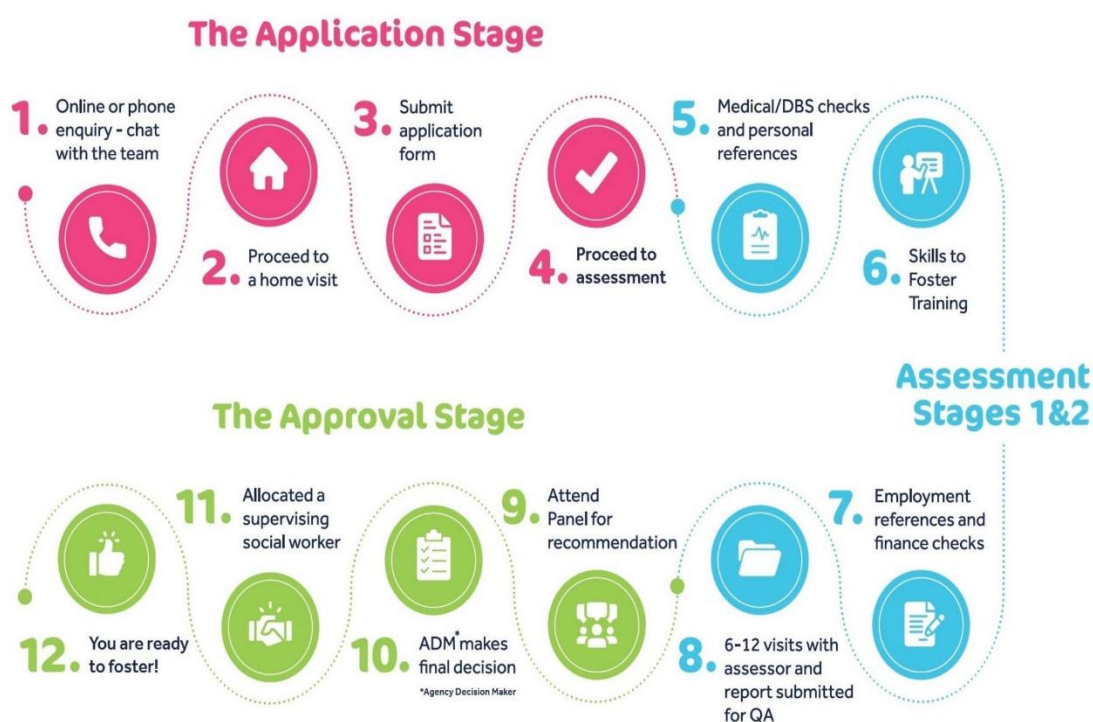 The Application Stage
1. Online or phone
enquiry - chat
with the team
2. Proceed to
a home visit
3. Submit
application
form
4. Proceed to
assessment
5. Medical/DBS checks
and personal
references
6. Skills to
Foster
Training
Assessment
Stages 1&2
7. Employment
references and
finance checks
8. 6-12 visits with
assessor and
report submitted
for QA
The Approval Stage
9. Attend
Panel for
recommendation
10. ADM* makes
final decision
*Agency Decision Maker
11. Allocated a
supervising
social worker
12. You are ready
to foster!